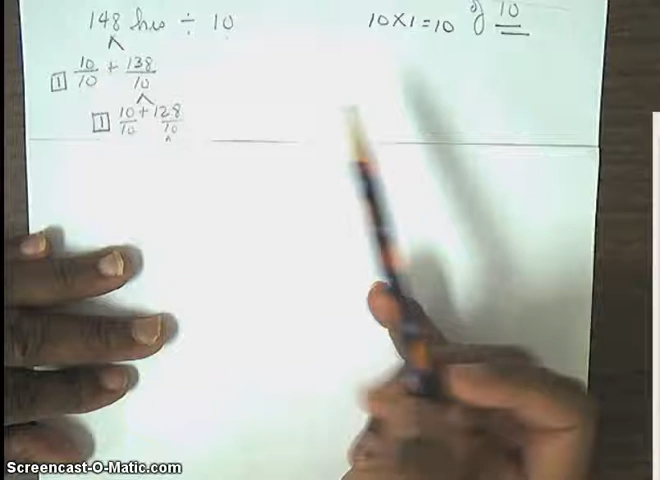 148 hrs ÷ 10
10×1=10 of 10
1 10/10 + 138/10
1 10/10 + 128/10
Screencast-O-Matic.com